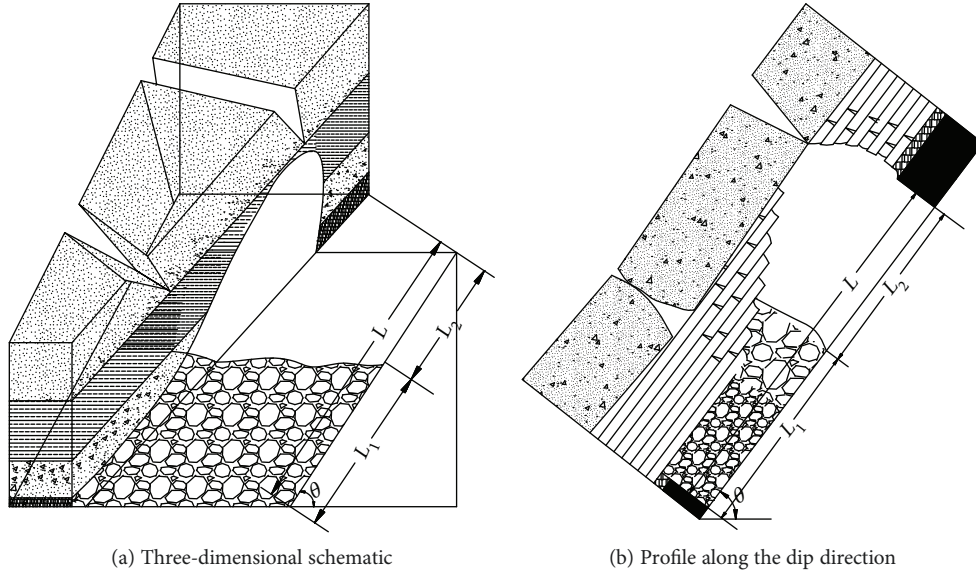 L
L₂
L₁
θ
L
L₂
L₁
θ
(a) Three-dimensional schematic
(b) Profile along the dip direction